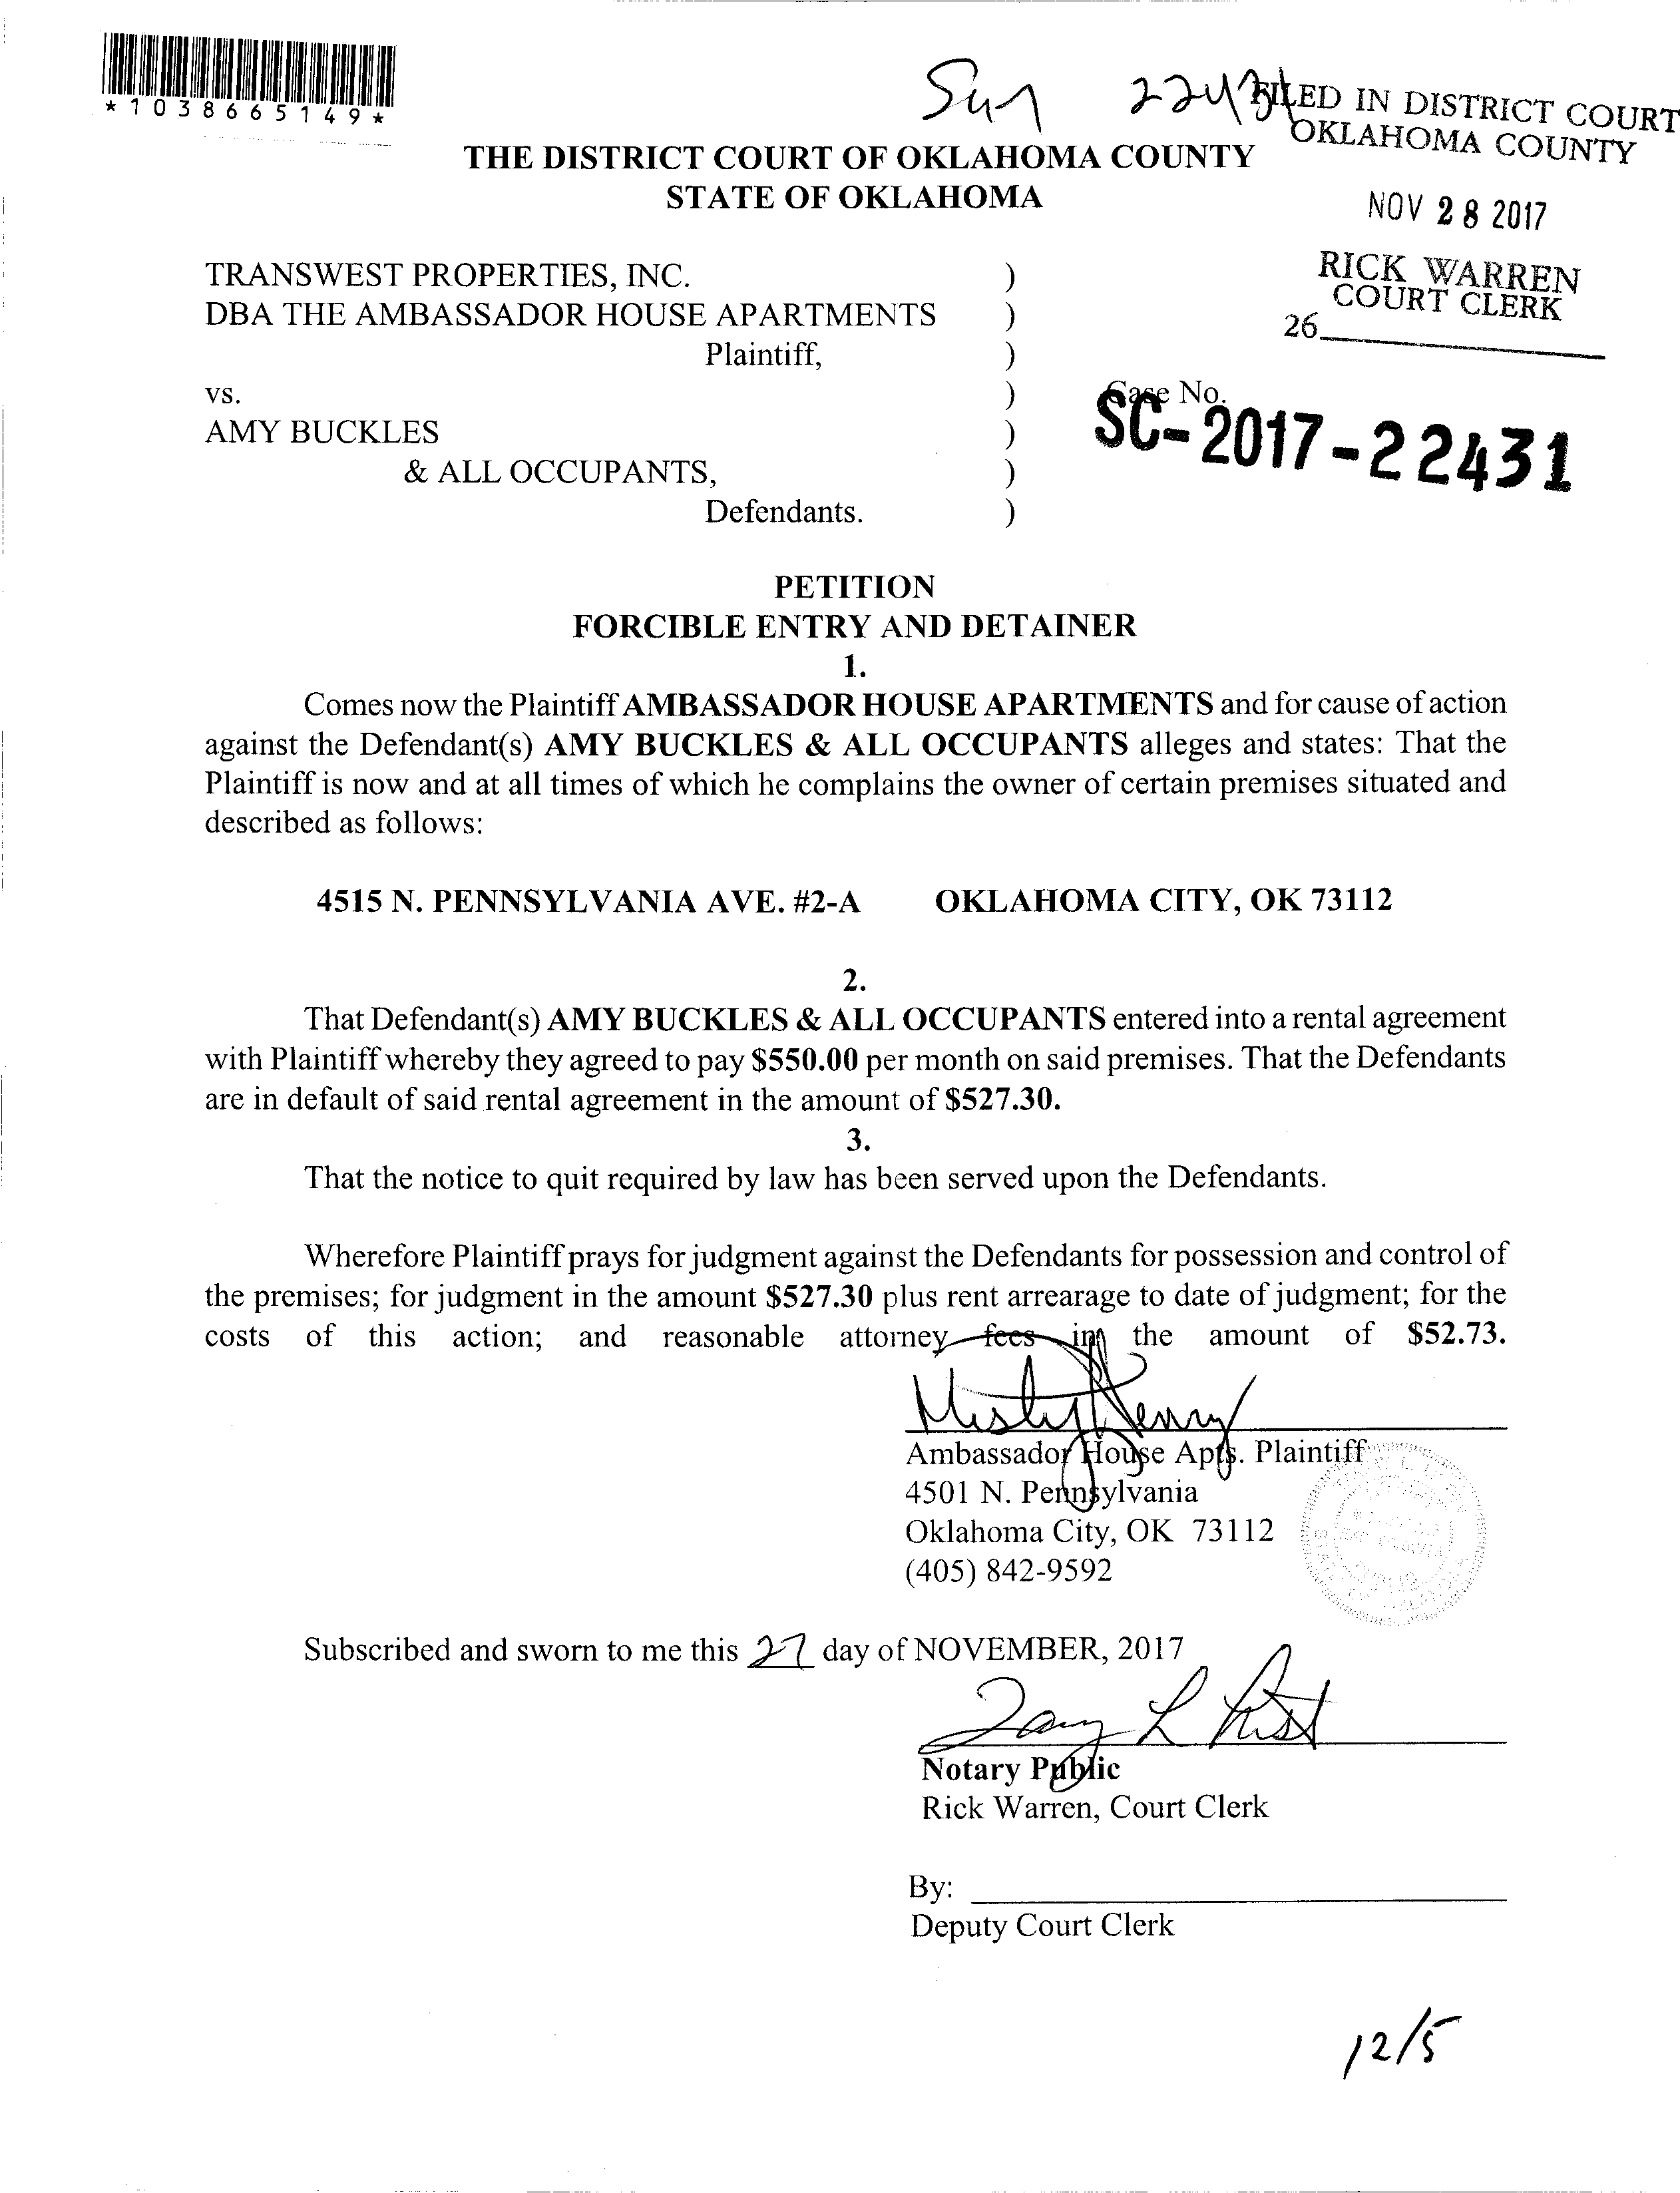 *1038665149*
FILED IN DISTRICT COURT
OKLAHOMA COUNTY
THE DISTRICT COURT OF OKLAHOMA COUNTY
STATE OF OKLAHOMA
NOV 28 2017
RICK WARREN
COURT CLERK
26
TRANSWEST PROPERTIES, INC. )
DBA THE AMBASSADOR HOUSE APARTMENTS )
Plaintiff, )
vs. ) Case No.
SC-2017-22431
AMY BUCKLES )
& ALL OCCUPANTS, )
Defendants. )
PETITION
FORCIBLE ENTRY AND DETAINER
1.
Comes now the Plaintiff AMBASSADOR HOUSE APARTMENTS and for cause of action
against the Defendant(s) AMY BUCKLES & ALL OCCUPANTS alleges and states: That the
Plaintiff is now and at all times of which he complains the owner of certain premises situated and
described as follows:
4515 N. PENNSYLVANIA AVE. #2-A OKLAHOMA CITY, OK 73112
2.
That Defendant(s) AMY BUCKLES & ALL OCCUPANTS entered into a rental agreement
with Plaintiff whereby they agreed to pay $550.00 per month on said premises. That the Defendants
are in default of said rental agreement in the amount of $527.30.
3.
That the notice to quit required by law has been served upon the Defendants.
Wherefore Plaintiff prays for judgment against the Defendants for possession and control of
the premises; for judgment in the amount $527.30 plus rent arrearage to date of judgment; for the
costs of this action; and reasonable attorney fees in the amount of $52.73.
Ambassador House Apts. Plaintiff
4501 N. Pennsylvania
Oklahoma City, OK 73112
(405) 842-9592
Subscribed and sworn to me this 27 day of NOVEMBER, 2017
Notary Public
Rick Warren, Court Clerk
By:
Deputy Court Clerk
12/5